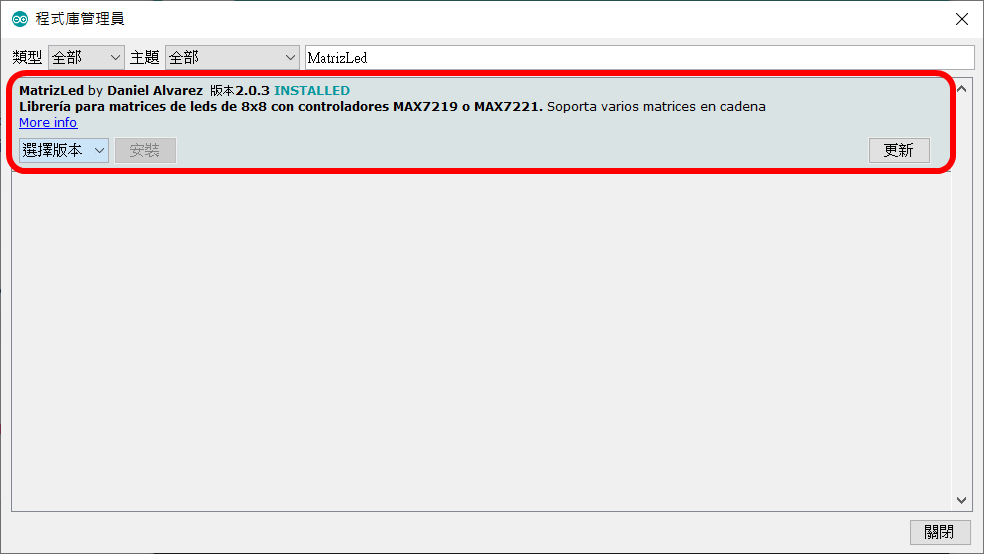 程式庫管理員
類型 全部 主題 全部 MatrizLed
MatrizLed by Daniel Alvarez 版本2.0.3 INSTALLED
Librería para matrices de leds de 8x8 con controladores MAX7219 o MAX7221. Soporta varios matrices en cadena
More info
選擇版本 安裝 更新
關閉